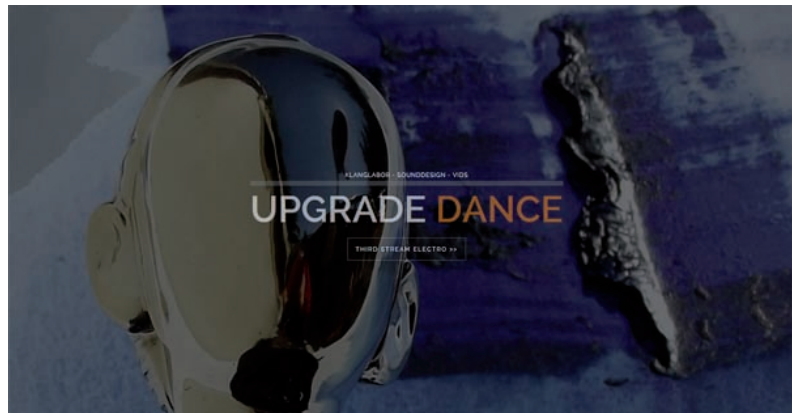 KLANGLABOR - SOUNDDESIGN - VIDS
UPGRADE DANCE
THIRD STREAM ELECTRO >>